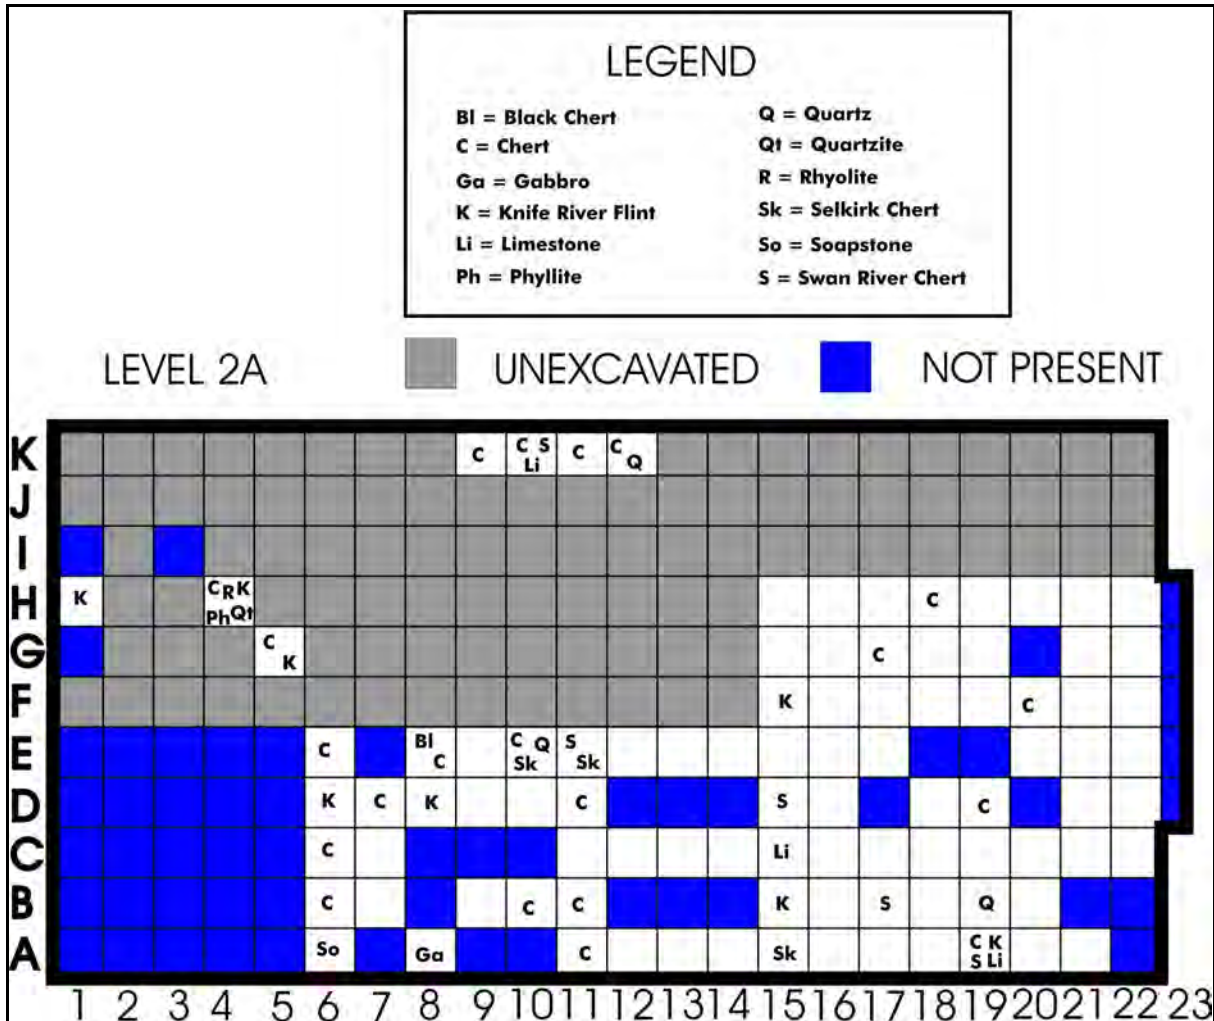 LEGEND
Bl = Black Chert
C = Chert
Ga = Gabbro
K = Knife River Flint
Li = Limestone
Ph = Phyllite
Q = Quartz
Qt = Quartzite
R = Rhyolite
Sk = Selkirk Chert
So = Soapstone
S = Swan River Chert
LEVEL 2A UNEXCAVATED NOT PRESENT
K C C S C C
Li Q
J
I
H K C R K C
Ph Qt
G C K C
F K C
E C Bl C C Q S
Sk Sk
D K C K C S C
C C Li
B C C C K S Q
A So Ga C Sk C K
S Li
1 2 3 4 5 6 7 8 9 10 11 12 13 14 15 16 17 18 19 20 21 22 23